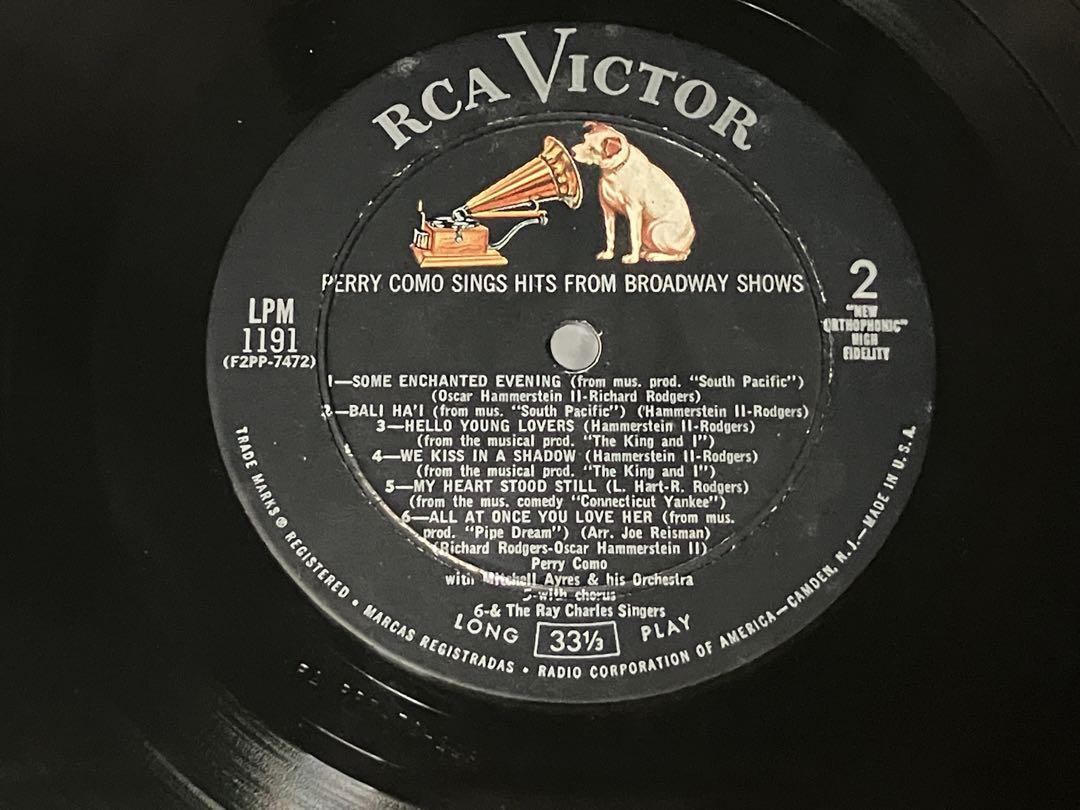 RCA VICTOR
PERRY COMO SINGS HITS FROM BROADWAY SHOWS
LPM
1191
(F2PP-7472)
2
"NEW
ORTHOPHONIC"
HIGH
FIDELITY
1—SOME ENCHANTED EVENING (from mus. prod. "South Pacific")
(Oscar Hammerstein II-Richard Rodgers)
2—BALI HA'I (from mus. "South Pacific") (Hammerstein II-Rodgers)
3—HELLO YOUNG LOVERS (Hammerstein II-Rodgers)
(from the musical prod. "The King and I")
4—WE KISS IN A SHADOW (Hammerstein II-Rodgers)
(from the musical prod. "The King and I")
5—MY HEART STOOD STILL (L. Hart-R. Rodgers)
(from the mus. comedy "Connecticut Yankee")
6—ALL AT ONCE YOU LOVE HER (from mus.
prod. "Pipe Dream") (Arr. Joe Reisman)
(Richard Rodgers-Oscar Hammerstein II)
Perry Como
with Mitchell Ayres & his Orchestra
5-with chorus
6-& The Ray Charles Singers
LONG 33⅓ PLAY
TRADE MARKS ® REGISTERED • MARCAS REGISTRADAS • RADIO CORPORATION OF AMERICA—CAMDEN, N. J.—MADE IN U. S. A.